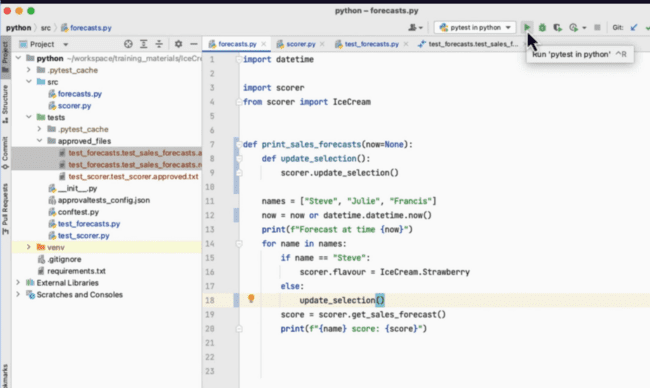 python – forecasts.py
python 〉 src 〉 forecasts.py
pytest in python
Git:
Run 'pytest in python' ^R
Project
forecasts.py
scorer.py
test_forecasts.py
test_forecasts.test_sales_f...
python ~/workspace/training_materials/IceCre
.pytest_cache
src
forecasts.py
scorer.py
tests
.pytest_cache
approved_files
test_forecasts.test_sales_forecasts.a
test_forecasts.test_sales_forecasts.r
test_scorer.test_scorer.approved.txt
__init__.py
approvaltests_config.json
conftest.py
test_forecasts.py
test_scorer.py
venv
.gitignore
requirements.txt
External Libraries
Scratches and Consoles
Project
Structure
Commit
Pull Requests
1 import datetime
2
3 import scorer
4 from scorer import IceCream
5
6
7 def print_sales_forecasts(now=None):
8     def update_selection():
9         scorer.update_selection()
10
11     names = ["Steve", "Julie", "Francis"]
12     now = now or datetime.datetime.now()
13     print(f"Forecast at time {now}")
14     for name in names:
15         if name == "Steve":
16             scorer.flavour = IceCream.Strawberry
17         else:
18             update_selection()
19         score = scorer.get_sales_forecast()
20         print(f"{name} score: {score}")
21
22
23